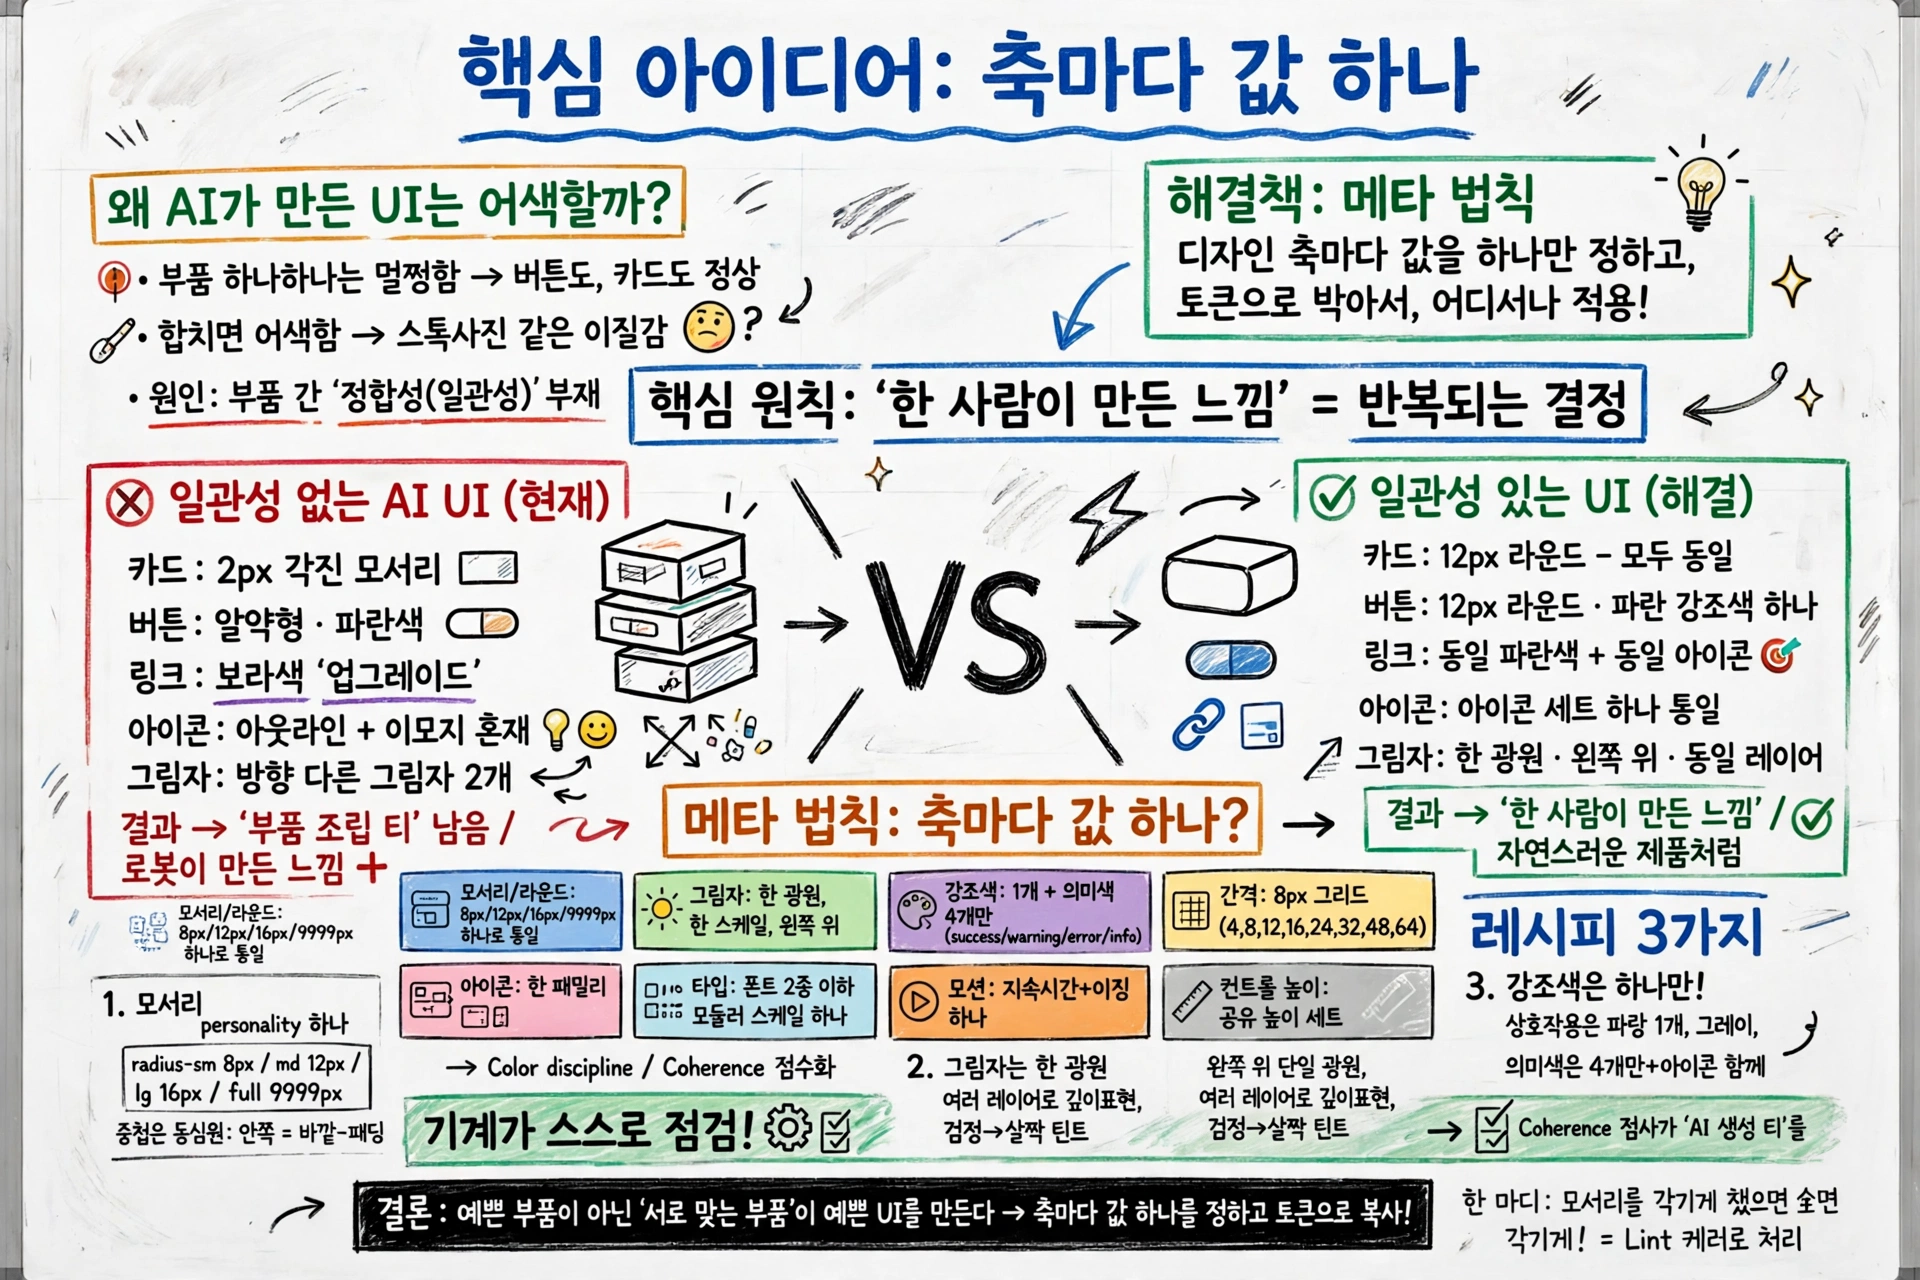 핵심 아이디어: 축마다 값 하나
왜 AI가 만든 UI는 어색할까?
• 부품 하나하나는 멀쩡함 → 버튼도, 카드도 정상
• 합치면 어색함 → 스톡사진 같은 이질감 ?
• 원인: 부품 간 '정합성(일관성)' 부재
해결책: 메타 법칙
디자인 축마다 값을 하나만 정하고,
토큰으로 박아서, 어디서나 적용!
핵심 원칙: '한 사람이 만든 느낌' = 반복되는 결정
일관성 없는 AI UI (현재)
카드: 2px 각진 모서리
버튼: 알약형 · 파란색
링크: 보라색 '업그레이드'
아이콘: 아웃라인 + 이모지 혼재
그림자: 방향 다른 그림자 2개
결과 → '부품 조립 티' 남음 /
로봇이 만든 느낌 +
VS
일관성 있는 UI (해결)
카드: 12px 라운드 – 모두 동일
버튼: 12px 라운드 · 파란 강조색 하나
링크: 동일 파란색 + 동일 아이콘
아이콘: 아이콘 세트 하나 통일
그림자: 한 광원 · 왼쪽 위 · 동일 레이어
결과 → '한 사람이 만든 느낌' /
자연스러운 제품처럼
메타 법칙: 축마다 값 하나?
모서리/라운드:
8px/12px/16px/9999px
하나로 통일
모서리/라운드:
8px/12px/16px/9999px
하나로 통일
그림자: 한 광원,
한 스케일, 왼쪽 위
강조색: 1개 + 의미색
4개만
(success/warning/error/info)
간격: 8px 그리드
(4,8,12,16,24,32,48,64)
아이콘: 한 패밀리
타입: 폰트 2종 이하
모듈러 스케일 하나
모션: 지속시간+이징
하나
컨트롤 높이:
공유 높이 세트
레시피 3가지
1. 모서리
personality 하나
radius-sm 8px / md 12px /
lg 16px / full 9999px
중첩은 동심원: 안쪽 = 바깥-패딩
→ Color discipline / Coherence 점수화
기계가 스스로 점검!
2. 그림자는 한 광원
여러 레이어로 깊이표현,
검정→살짝 틴트
왼쪽 위 단일 광원,
여러 레이어로 깊이표현,
검정→살짝 틴트
3. 강조색은 하나만!
상호작용은 파랑 1개, 그레이,
의미색은 4개만+아이콘 함께
→ Coherence 점사가 'AI 생성 티'를
결론: 예쁜 부품이 아닌 '서로 맞는 부품'이 예쁜 UI를 만든다 → 축마다 값 하나를 정하고 토큰으로 복사!
한 마디: 모서리를 각기게 챘으면 全면
각기게! = Lint 케러로 처리